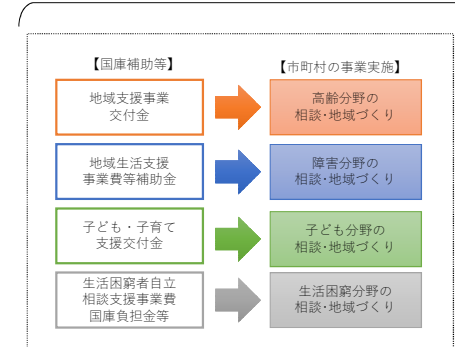 【国庫補助等】
【市町村の事業実施】
地域支援事業
交付金
高齢分野の
相談･地域づくり
地域生活支援
事業費等補助金
障害分野の
相談･地域づくり
子ども・子育て
支援交付金
子ども分野の
相談･地域づくり
生活困窮者自立
相談支援事業費
国庫負担金等
生活困窮分野の
相談･地域づくり